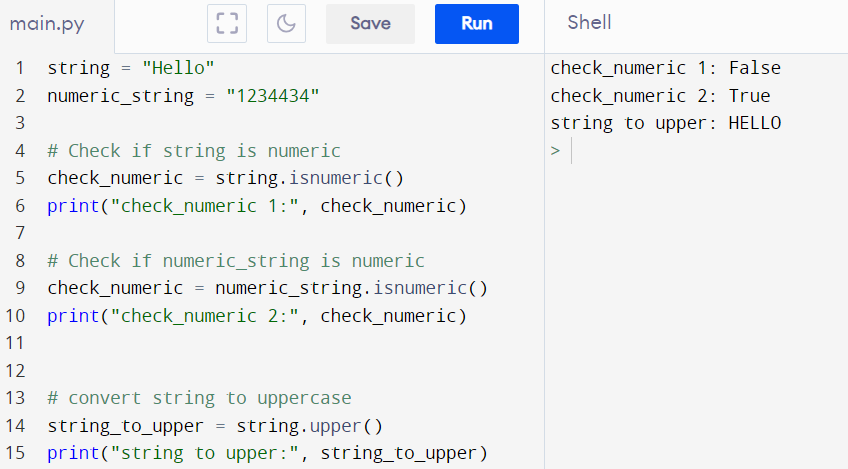 main.py
Save
Run
Shell
1 string = "Hello"
2 numeric_string = "1234434"
3
4 # Check if string is numeric
5 check_numeric = string.isnumeric()
6 print("check_numeric 1:", check_numeric)
7
8 # Check if numeric_string is numeric
9 check_numeric = numeric_string.isnumeric()
10 print("check_numeric 2:", check_numeric)
11
12
13 # convert string to uppercase
14 string_to_upper = string.upper()
15 print("string to upper:", string_to_upper)
check_numeric 1: False
check_numeric 2: True
string to upper: HELLO
>